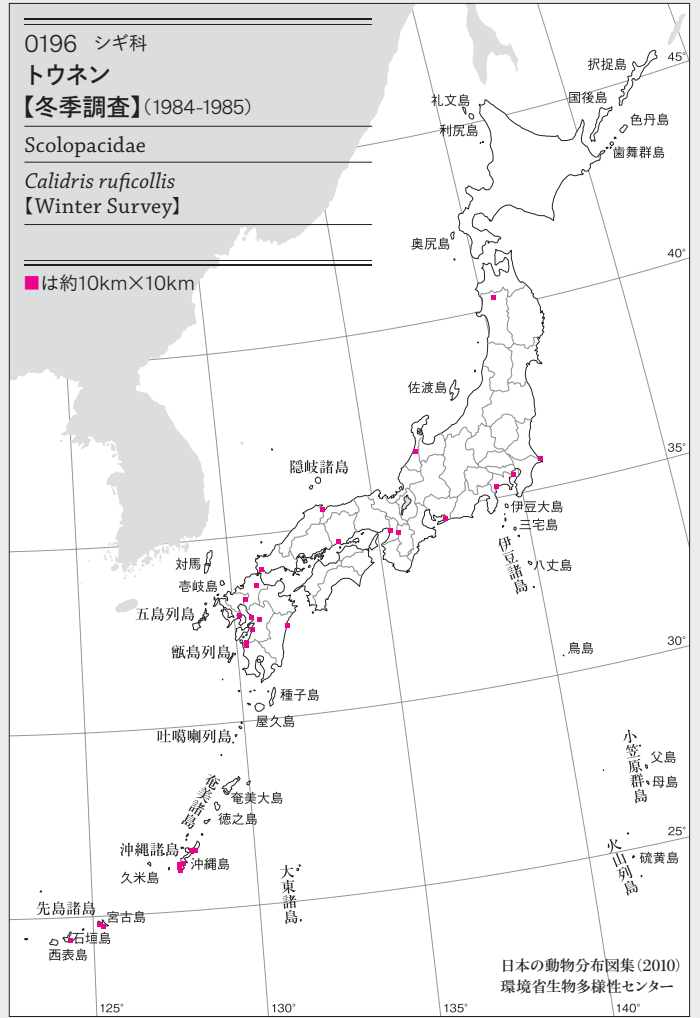 0196 シギ科
トウネン
【冬季調査】(1984-1985)
Scolopacidae
Calidris ruficollis
【Winter Survey】
■は約10km×10km
択捉島
45°
国後島
礼文島
色丹島
利尻島
歯舞群島
奥尻島
40°
佐渡島
35°
隠岐諸島
伊豆大島
三宅島
伊豆諸島
八丈島
対馬
壱岐島
五島列島
甑島列島
鳥島
30°
種子島
屋久島
吐噶喇列島
小笠原群島
父島
母島
奄美諸島
奄美大島
徳之島
25°
沖縄諸島
沖縄島
久米島
火山列島
硫黄島
大東諸島
先島諸島
宮古島
石垣島
西表島
日本の動物分布図集(2010)
環境省生物多様性センター
125°
130°
135°
140°